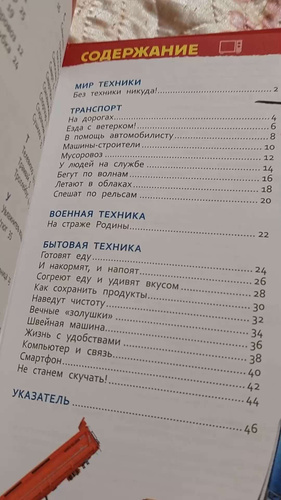 СОДЕРЖАНИЕ
МИР ТЕХНИКИ
Без техники никуда! 2
ТРАНСПОРТ
На дорогах 4
Езда с ветерком! 6
В помощь автомобилисту 8
Машины-строители 10
Мусоровоз 12
У людей на службе 14
Бегут по волнам 16
Летают в облаках 18
Спешат по рельсам 20
ВОЕННАЯ ТЕХНИКА
На страже Родины 22
БЫТОВАЯ ТЕХНИКА
Готовят еду 24
И накормят, и напоят 26
Согреют еду и удивят вкусом 28
Как сохранить продукты 30
Наведут чистоту 32
Вечные «золушки» 34
Швейная машина 36
Жизнь с удобствами 38
Компьютер и связь 40
Смартфон 42
Не станем скучать! 44
УКАЗАТЕЛЬ 46